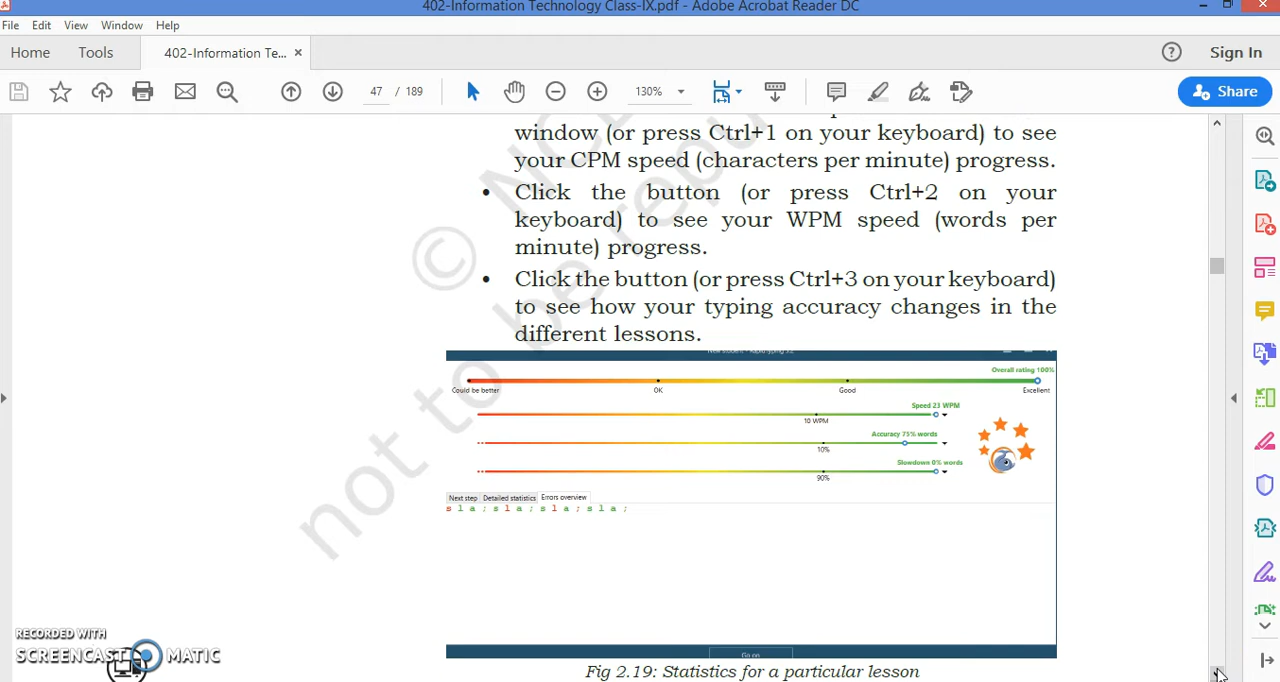 402-Information Technology Class-IX.pdf - Adobe Acrobat Reader DC
File Edit View Window Help
Home Tools 402-Information Te... × Sign In
47 / 189 130% Share
window (or press Ctrl+1 on your keyboard) to see
your CPM speed (characters per minute) progress.
• Click the button (or press Ctrl+2 on your
keyboard) to see your WPM speed (words per
minute) progress.
• Click the button (or press Ctrl+3 on your keyboard)
to see how your typing accuracy changes in the
different lessons.
Overall rating 100%
Could be better OK Good Excellent
Speed 23 WPM
10 WPM
Accuracy 75% words
10%
Slowdown 0% words
90%
Next step Detailed statistics Errors overview
s l a ; s l a ; s l a ; s l a ;
Go on
Fig 2.19: Statistics for a particular lesson
not to be repu
© NCE
RECORDED WITH
SCREENCAST MATIC